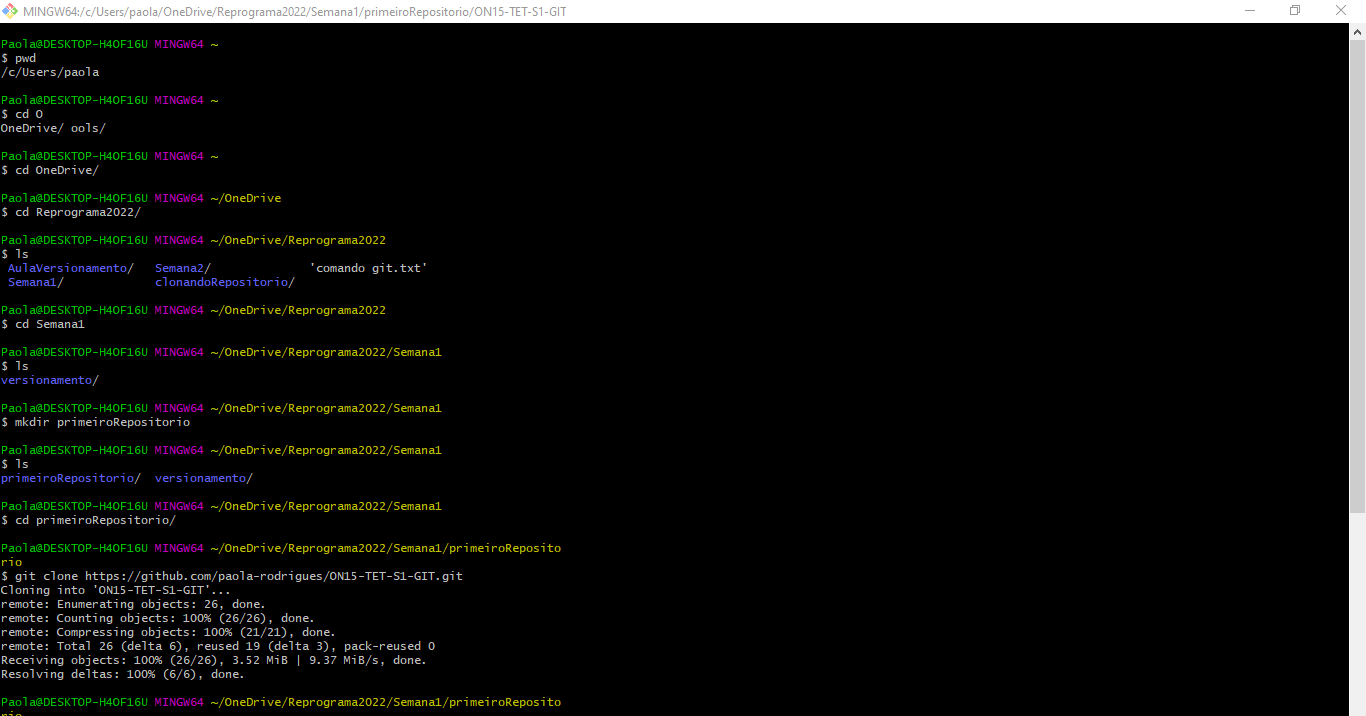 MINGW64:/c/Users/paola/OneDrive/Reprograma2022/Semana1/primeiroRepositorio/ON15-TET-S1-GIT
Paola@DESKTOP-H4OF16U MINGW64 ~
$ pwd
/c/Users/paola
Paola@DESKTOP-H4OF16U MINGW64 ~
$ cd O
OneDrive/ ools/
Paola@DESKTOP-H4OF16U MINGW64 ~
$ cd OneDrive/
Paola@DESKTOP-H4OF16U MINGW64 ~/OneDrive
$ cd Reprograma2022/
Paola@DESKTOP-H4OF16U MINGW64 ~/OneDrive/Reprograma2022
$ ls
AulaVersionamento/ Semana2/ 'comando git.txt'
Semana1/ clonandoRepositorio/
Paola@DESKTOP-H4OF16U MINGW64 ~/OneDrive/Reprograma2022
$ cd Semana1
Paola@DESKTOP-H4OF16U MINGW64 ~/OneDrive/Reprograma2022/Semana1
$ ls
versionamento/
Paola@DESKTOP-H4OF16U MINGW64 ~/OneDrive/Reprograma2022/Semana1
$ mkdir primeiroRepositorio
Paola@DESKTOP-H4OF16U MINGW64 ~/OneDrive/Reprograma2022/Semana1
$ ls
primeiroRepositorio/ versionamento/
Paola@DESKTOP-H4OF16U MINGW64 ~/OneDrive/Reprograma2022/Semana1
$ cd primeiroRepositorio/
Paola@DESKTOP-H4OF16U MINGW64 ~/OneDrive/Reprograma2022/Semana1/primeiroReposito
rio
$ git clone https://github.com/paola-rodrigues/ON15-TET-S1-GIT.git
Cloning into 'ON15-TET-S1-GIT'...
remote: Enumerating objects: 26, done.
remote: Counting objects: 100% (26/26), done.
remote: Compressing objects: 100% (21/21), done.
remote: Total 26 (delta 6), reused 19 (delta 3), pack-reused 0
Receiving objects: 100% (26/26), 3.52 MiB | 9.37 MiB/s, done.
Resolving deltas: 100% (6/6), done.
Paola@DESKTOP-H4OF16U MINGW64 ~/OneDrive/Reprograma2022/Semana1/primeiroReposito
rio